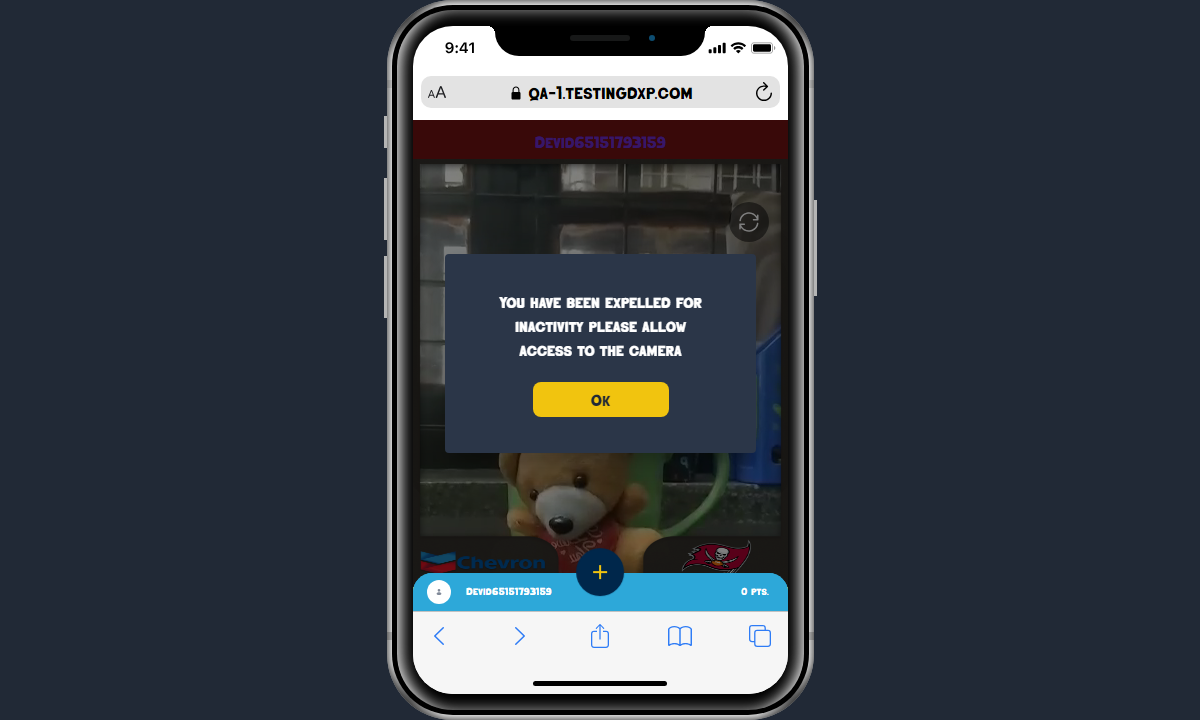 9:41
AA
QA-1.TESTINGDXP.COM
Devid65151793159
You have been expelled for
inactivity please allow
access to the camera
Ok
Chevron
Devid65151793159
0 pts.